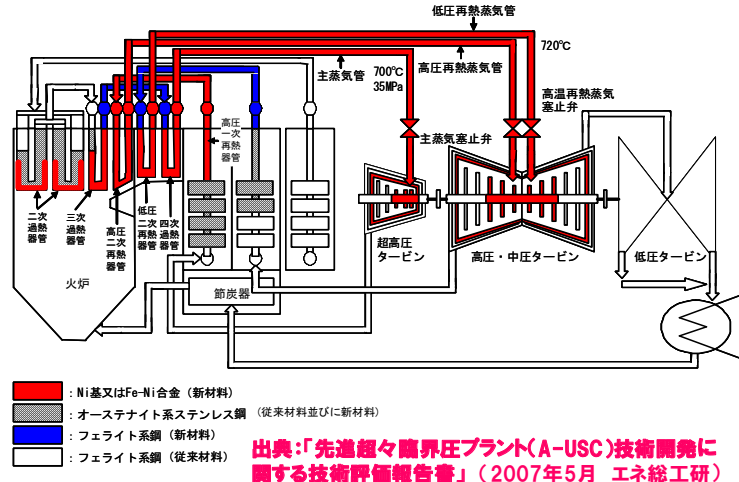 低圧再熱蒸気管
主蒸気管
高圧再熱蒸気管
720℃
700℃
35MPa
高温再熱蒸気
塞止弁
主蒸気塞止弁
高圧
一次
再熱
器管
二次
過熱
器管
三次
過熱
器管
高圧
二次
再熱
器管
低圧
二次
再熱
器管
四次
過熱
器管
火炉
節炭器
超高圧
タービン
高圧・中圧タービン
低圧タービン
:Ni基又はFe-Ni合金(新材料)
:オーステナイト系ステンレス鋼 (従来材料並びに新材料)
:フェライト系鋼(新材料)
:フェライト系鋼(従来材料)
出典:「先進超々臨界圧プラント(A-USC)技術開発に
関する技術評価報告書」(2007年5月 エネ総工研)